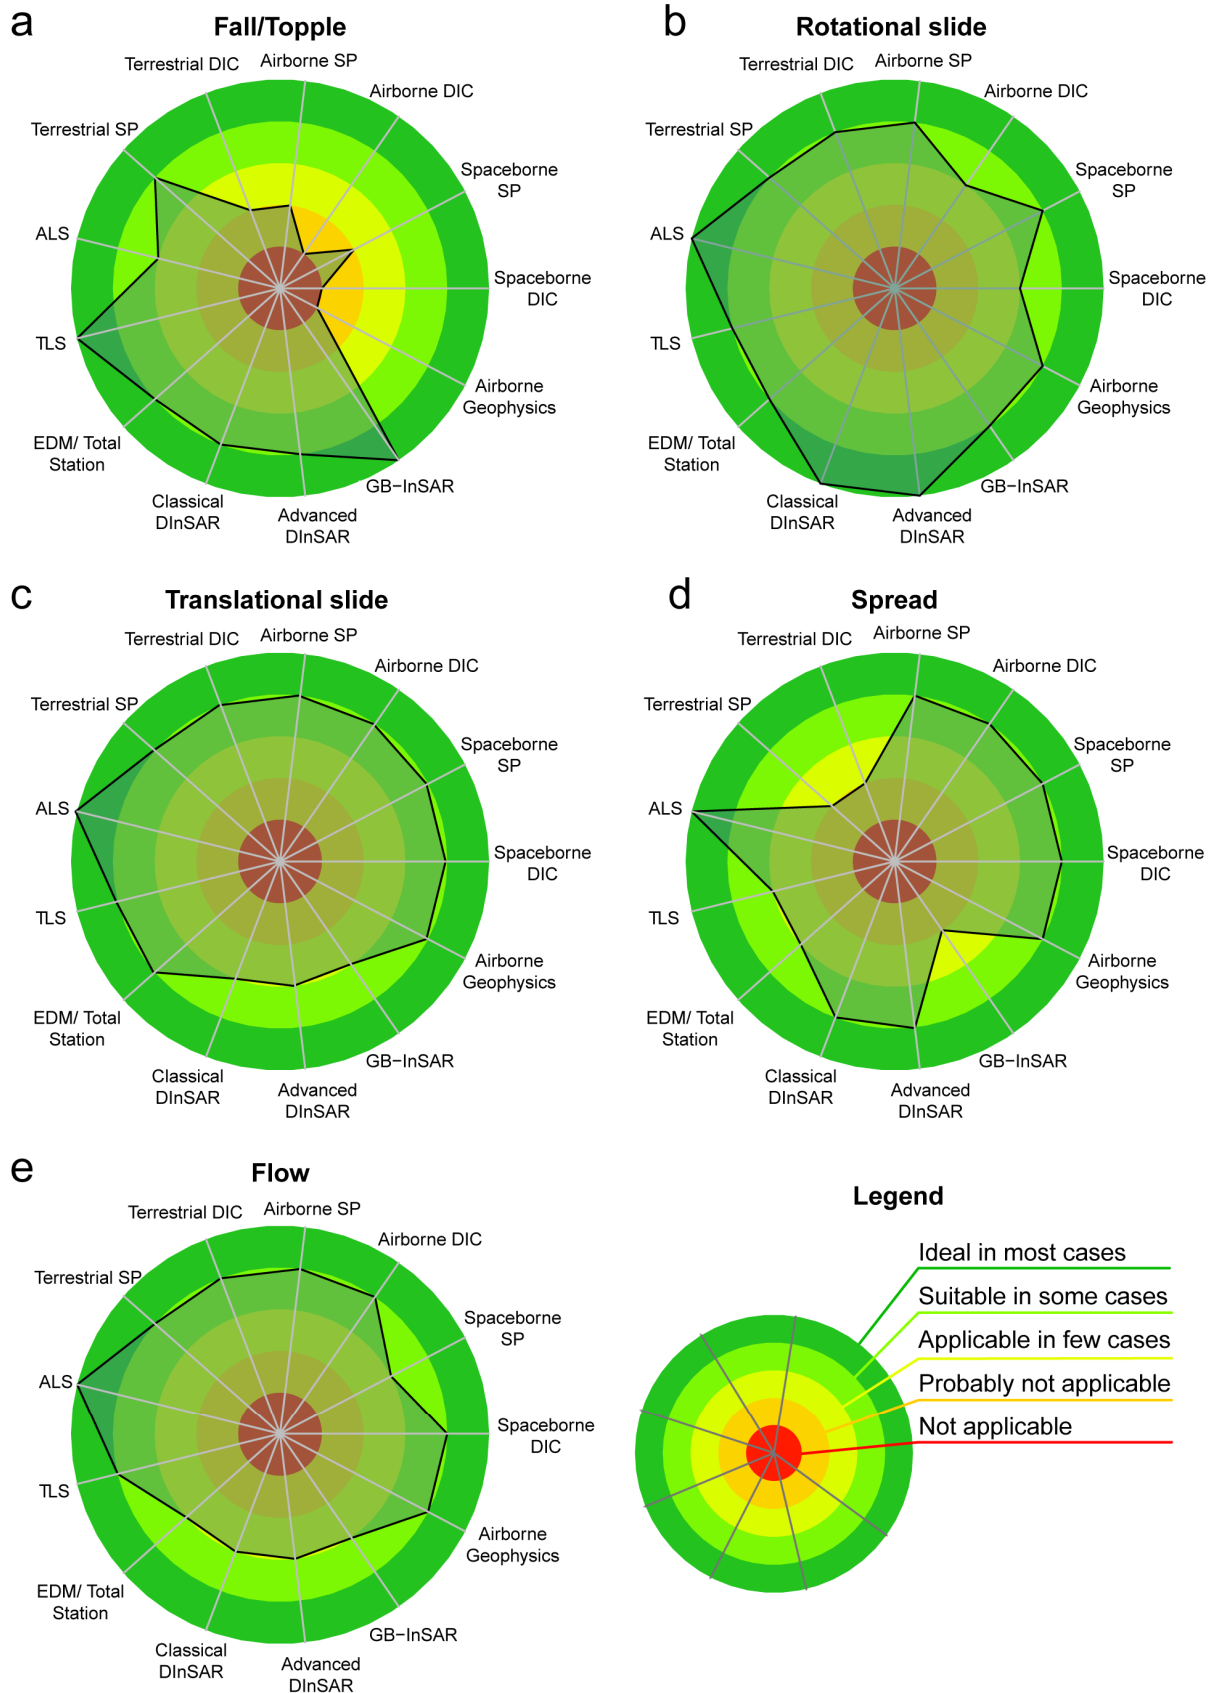 a
Fall/Topple
Terrestrial DIC
Airborne SP
Airborne DIC
Terrestrial SP
Spaceborne
SP
ALS
Spaceborne
DIC
TLS
Airborne
Geophysics
EDM/ Total
Station
GB−InSAR
Classical
DInSAR
Advanced
DInSAR
b
Rotational slide
Terrestrial DIC
Airborne SP
Airborne DIC
Terrestrial SP
Spaceborne
SP
ALS
Spaceborne
DIC
TLS
Airborne
Geophysics
EDM/ Total
Station
GB−InSAR
Classical
DInSAR
Advanced
DInSAR
c
Translational slide
Terrestrial DIC
Airborne SP
Airborne DIC
Terrestrial SP
Spaceborne
SP
ALS
Spaceborne
DIC
TLS
Airborne
Geophysics
EDM/ Total
Station
GB−InSAR
Classical
DInSAR
Advanced
DInSAR
d
Spread
Terrestrial DIC
Airborne SP
Airborne DIC
Terrestrial SP
Spaceborne
SP
ALS
Spaceborne
DIC
TLS
Airborne
Geophysics
EDM/ Total
Station
GB−InSAR
Classical
DInSAR
Advanced
DInSAR
e
Flow
Terrestrial DIC
Airborne SP
Airborne DIC
Terrestrial SP
Spaceborne
SP
ALS
Spaceborne
DIC
TLS
Airborne
Geophysics
EDM/ Total
Station
GB−InSAR
Classical
DInSAR
Advanced
DInSAR
Legend
Ideal in most cases
Suitable in some cases
Applicable in few cases
Probably not applicable
Not applicable